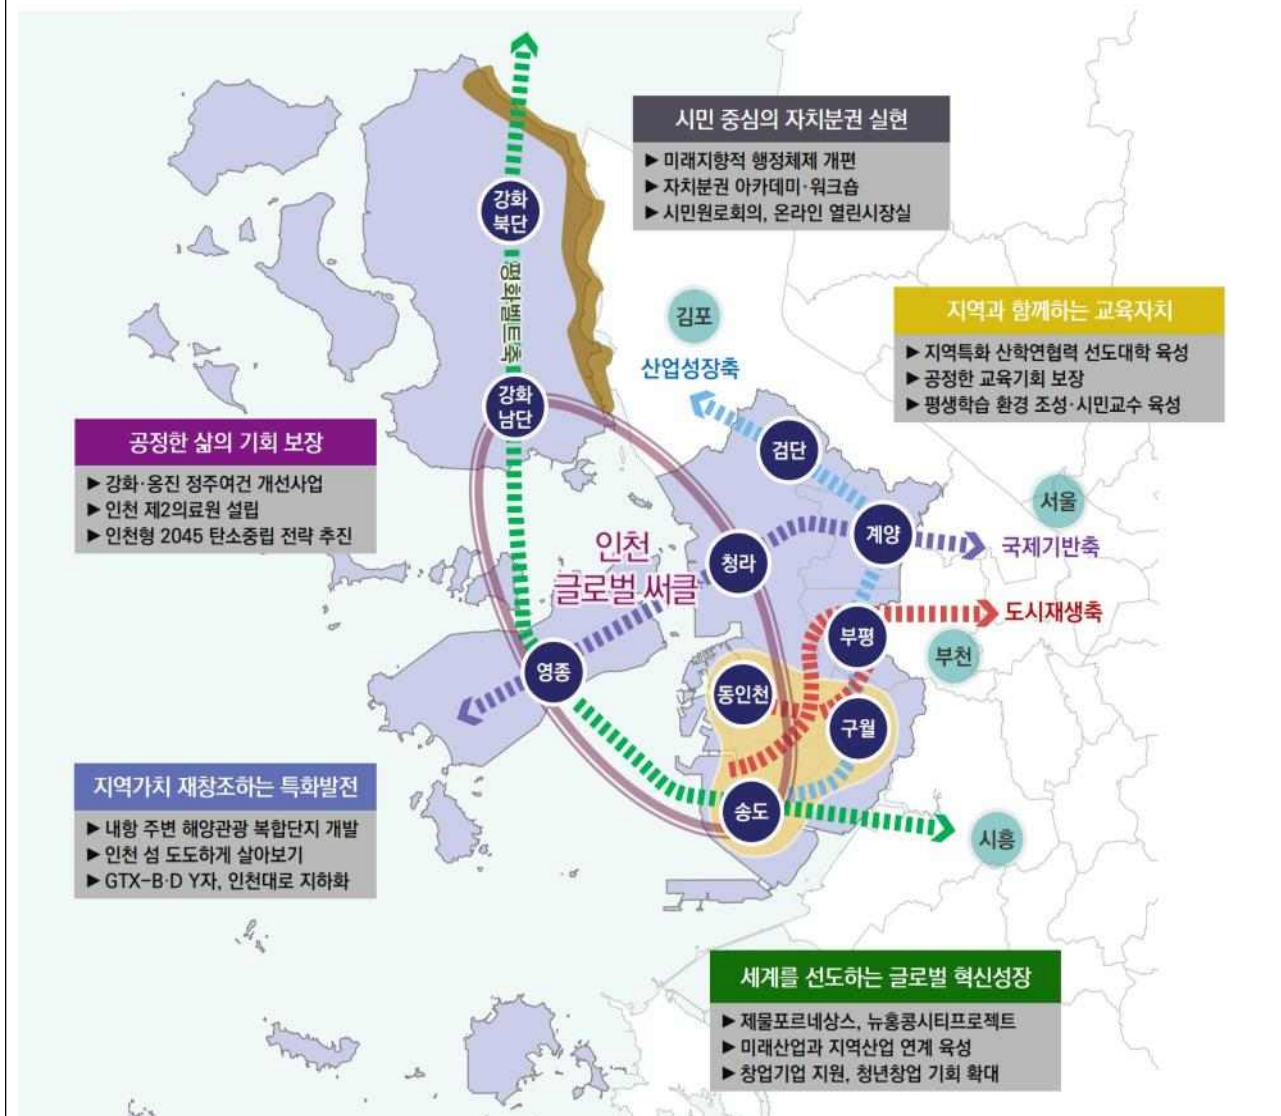 시민 중심의 자치분권 실현
▶ 미래지향적 행정체제 개편
▶ 자치분권 아카데미·워크숍
▶ 시민원로회의, 온라인 열린시장실
강화
북단
평화벨트축
김포
산업성장축
지역과 함께하는 교육자치
▶ 지역특화 산학연협력 선도대학 육성
▶ 공정한 교육기회 보장
▶ 평생학습 환경 조성·시민교수 육성
강화
남단
공정한 삶의 기회 보장
▶ 강화·옹진 정주여건 개선사업
▶ 인천 제2의료원 설립
▶ 인천형 2045 탄소중립 전략 추진
검단
서울
계양
국제기반축
인천
글로벌 써클
청라
도시재생축
부평
부천
영종
동인천
구월
지역가치 재창조하는 특화발전
▶ 내항 주변 해양관광 복합단지 개발
▶ 인천 섬 도도하게 살아보기
▶ GTX-B·D Y자, 인천대로 지하화
송도
시흥
세계를 선도하는 글로벌 혁신성장
▶ 제물포르네상스, 뉴홍콩시티프로젝트
▶ 미래산업과 지역산업 연계 육성
▶ 창업기업 지원, 청년창업 기회 확대